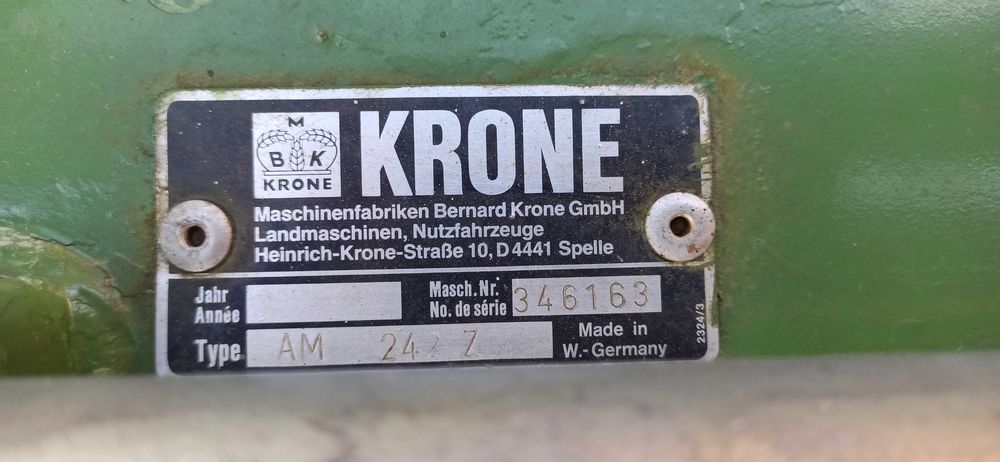 M
B K
KRONE
KRONE
Maschinenfabriken Bernard Krone GmbH
Landmaschinen, Nutzfahrzeuge
Heinrich-Krone-Straße 10, D 4441 Spelle
Jahr
Année
Masch. Nr.
No. de série
346163
Type
AM 24/ Z
Made in
W.-Germany
2324/3